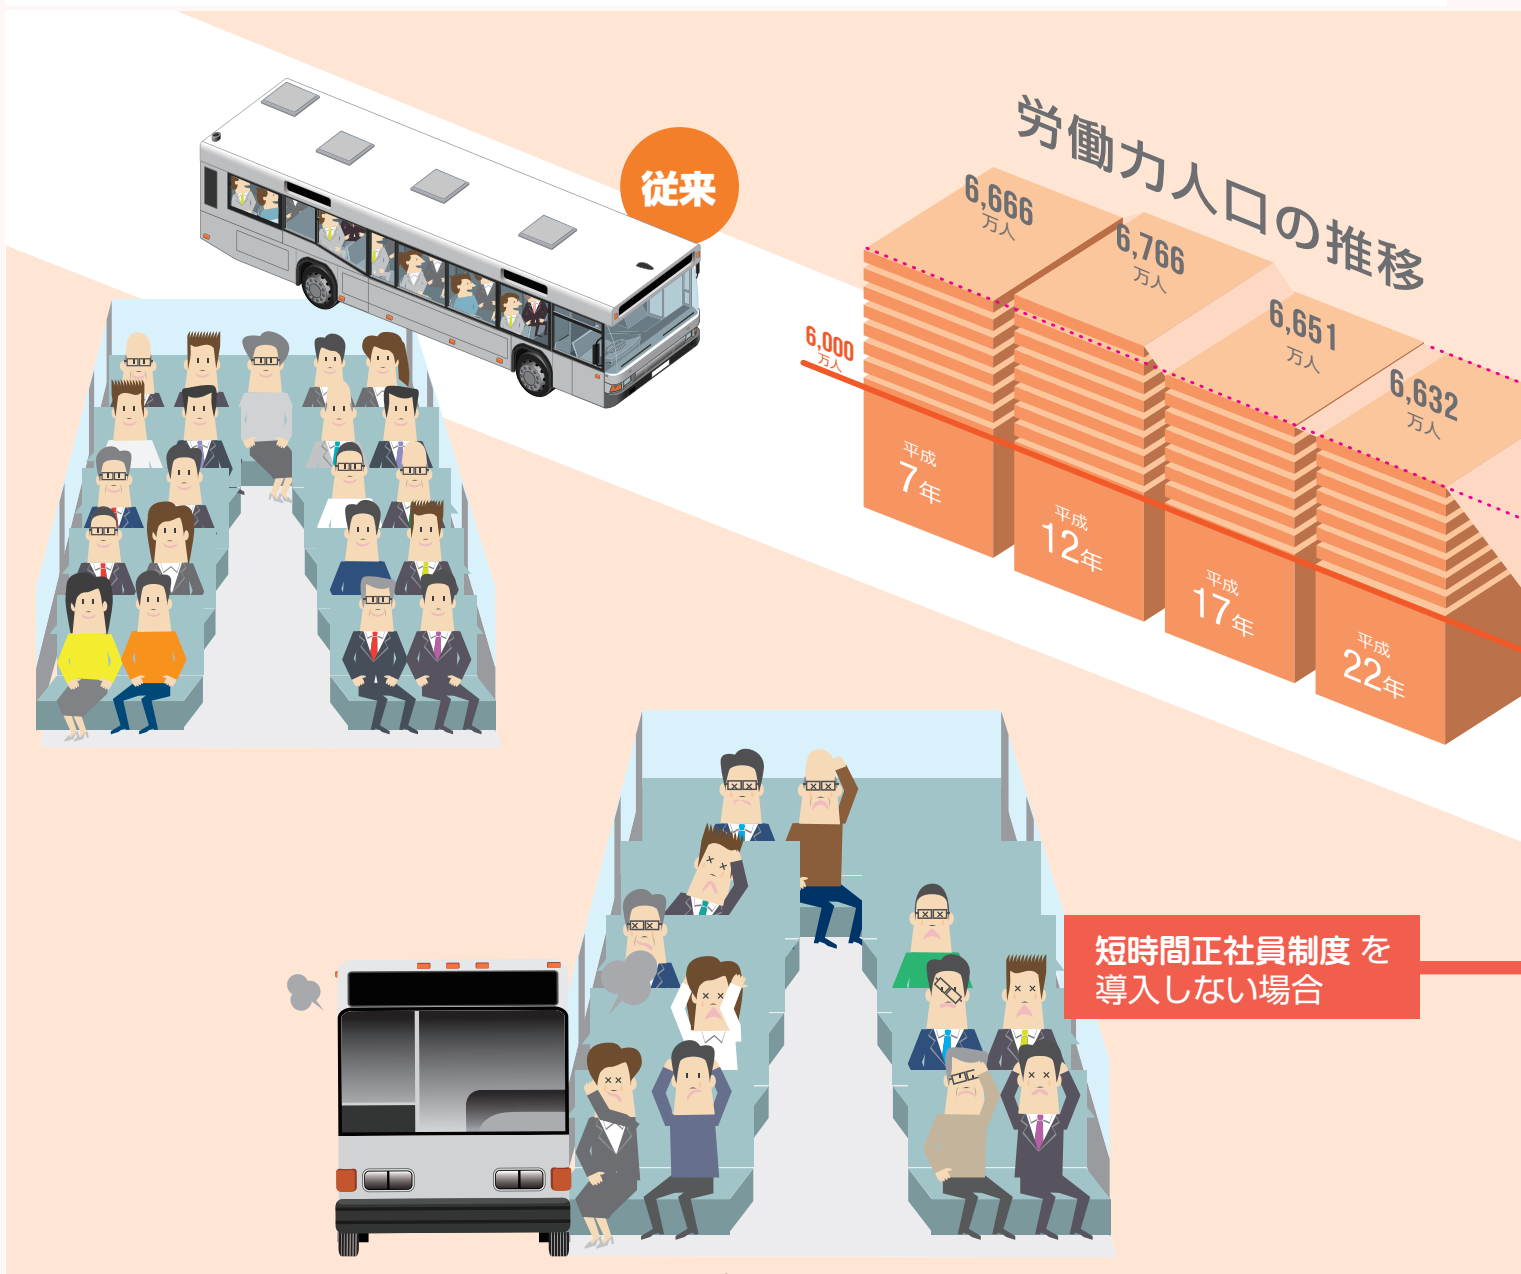 従来
労働力人口の推移
6,666
万人
6,766
万人
6,651
万人
6,632
万人
6,000
万人
平成
7年
平成
12年
平成
17年
平成
22年
短時間正社員制度 を
導入しない場合